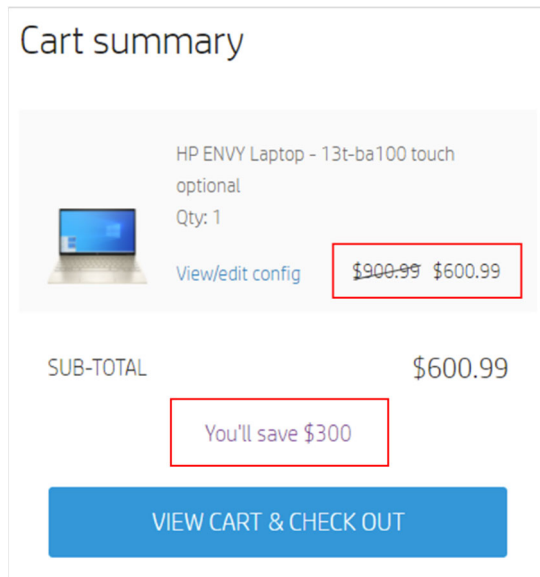 Cart summary
HP ENVY Laptop - 13t-ba100 touch
optional
Qty: 1
View/edit config $900.99 $600.99
SUB-TOTAL $600.99
You'll save $300
VIEW CART & CHECK OUT